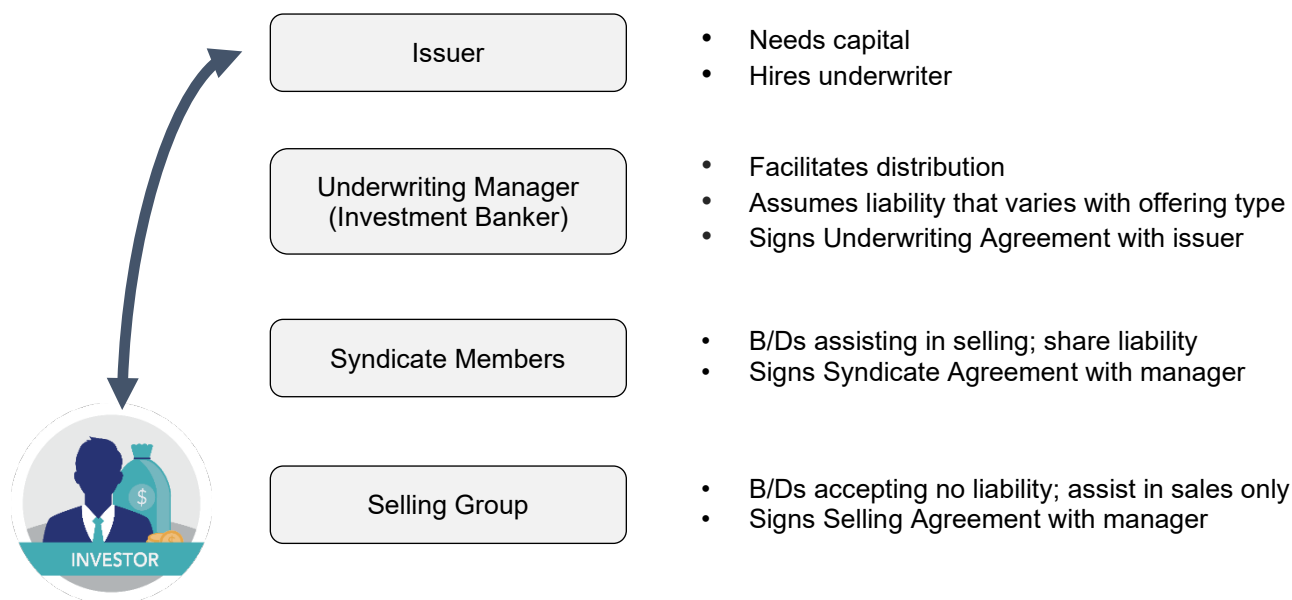 Issuer
• Needs capital
• Hires underwriter
Underwriting Manager
(Investment Banker)
• Facilitates distribution
• Assumes liability that varies with offering type
• Signs Underwriting Agreement with issuer
Syndicate Members
• B/Ds assisting in selling; share liability
• Signs Syndicate Agreement with manager
Selling Group
• B/Ds accepting no liability; assist in sales only
• Signs Selling Agreement with manager
$
INVESTOR